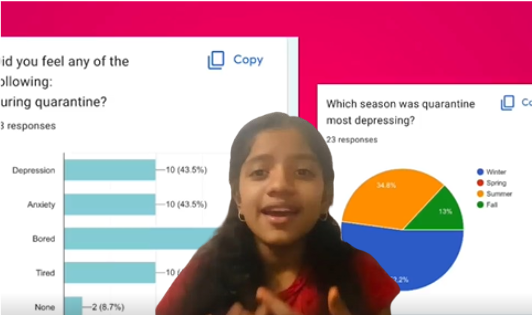 id you feel any of the
ollowing:
uring quarantine?
Copy
3 responses
Depression
10 (43.5%)
Anxiety
10 (43.5%)
Bored
Tired
10 (
None
2 (8.7%)
Which season was quarantine
most depressing?
Co
23 responses
34.8%
13%
3.2%
Winter
Spring
Summer
Fall